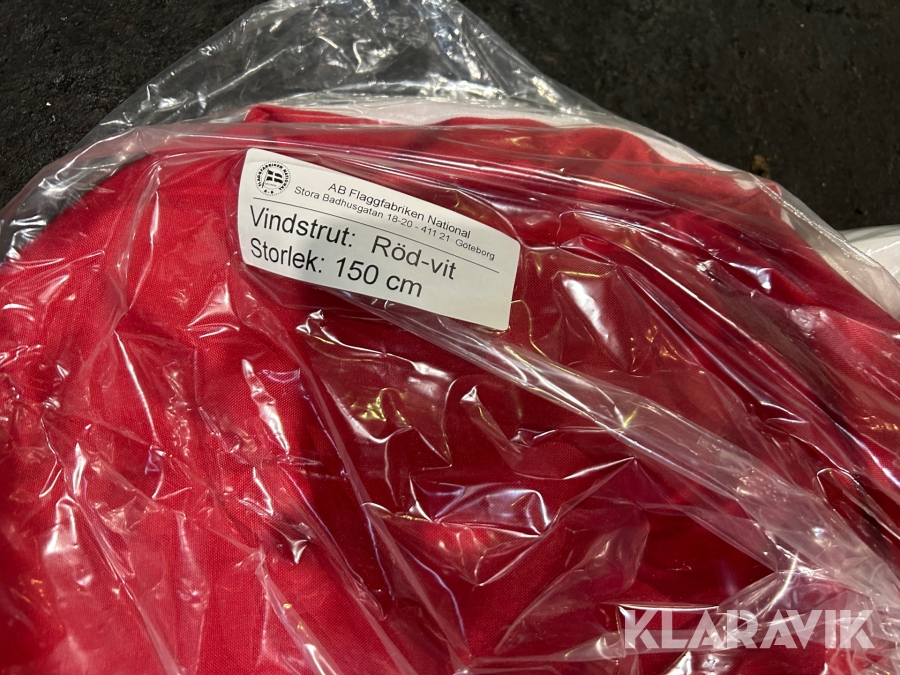 AB Flaggfabriken National
Stora Badhusgatan 18-20 - 411 21 Göteborg
Vindstrut: Röd-vit
Storlek: 150 cm
KLARAVIK